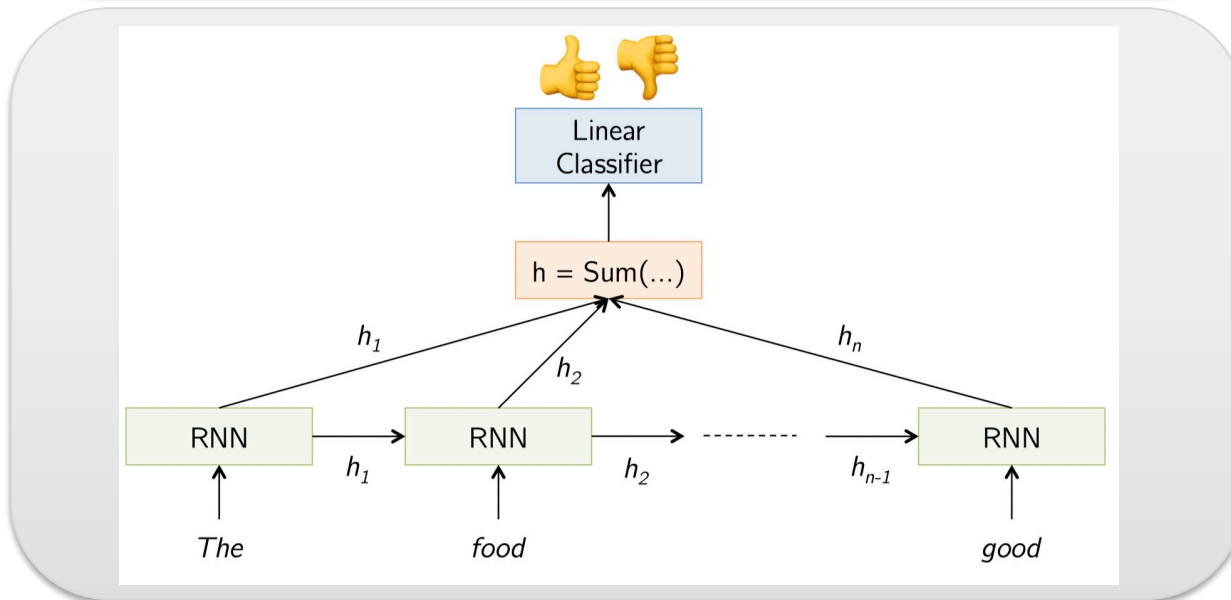 Linear
Classifier
h = Sum(...)
h₁
h₂
hₙ
RNN
RNN
RNN
h₁
h₂
hₙ₋₁
The
food
good